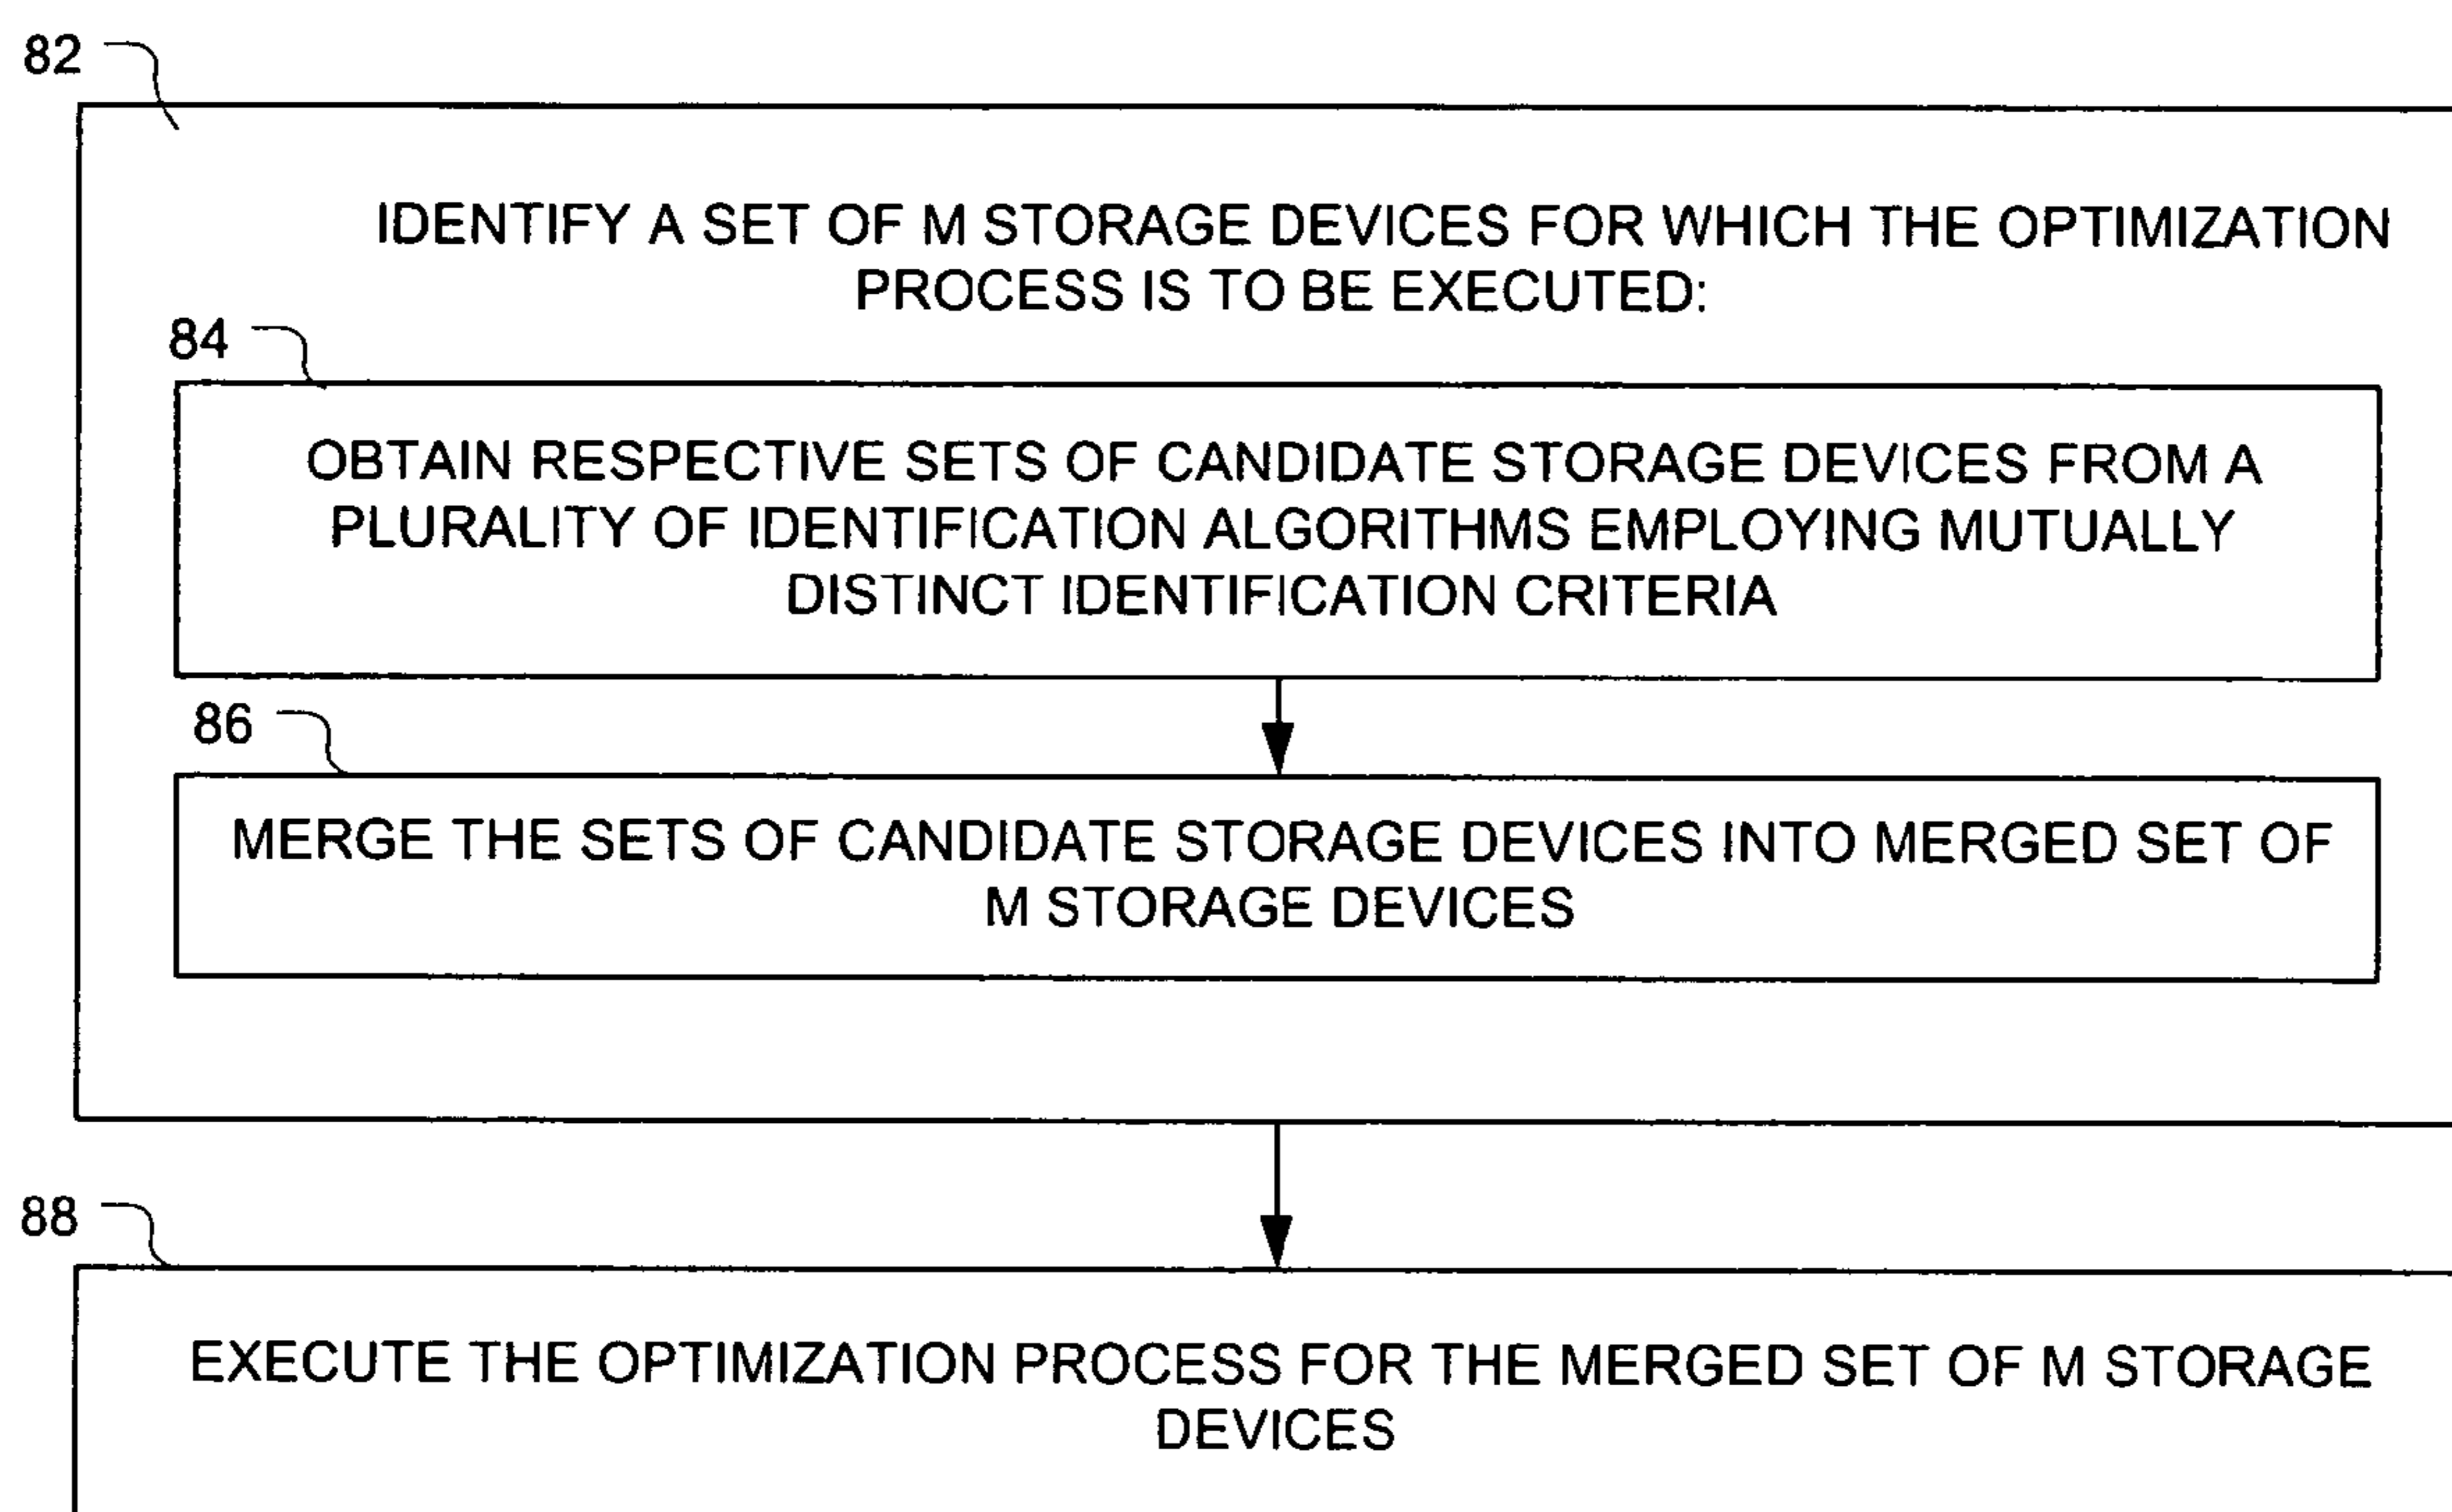 82
IDENTIFY A SET OF M STORAGE DEVICES FOR WHICH THE OPTIMIZATION
PROCESS IS TO BE EXECUTED:
84
OBTAIN RESPECTIVE SETS OF CANDIDATE STORAGE DEVICES FROM A
PLURALITY OF IDENTIFICATION ALGORITHMS EMPLOYING MUTUALLY
DISTINCT IDENTIFICATION CRITERIA
86
MERGE THE SETS OF CANDIDATE STORAGE DEVICES INTO MERGED SET OF
M STORAGE DEVICES
88
EXECUTE THE OPTIMIZATION PROCESS FOR THE MERGED SET OF M STORAGE
DEVICES